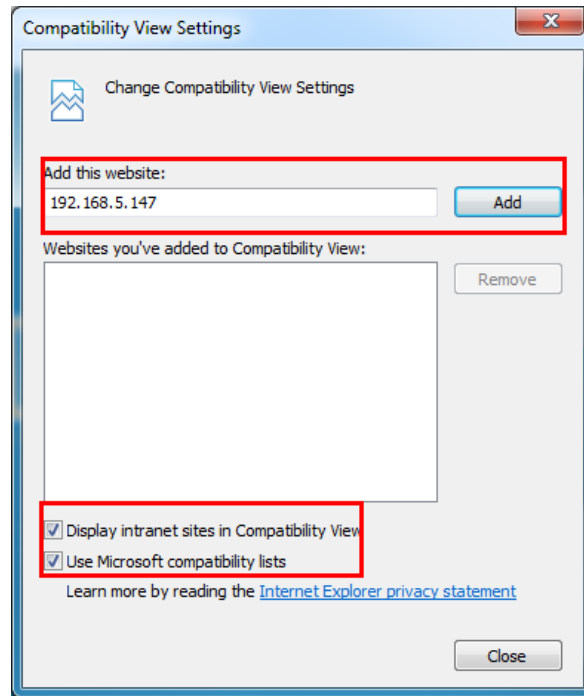 Compatibility View Settings
Change Compatibility View Settings
Add this website:
192.168.5.147
Add
Websites you've added to Compatibility View:
Remove
Display intranet sites in Compatibility View
Use Microsoft compatibility lists
Learn more by reading the Internet Explorer privacy statement
Close